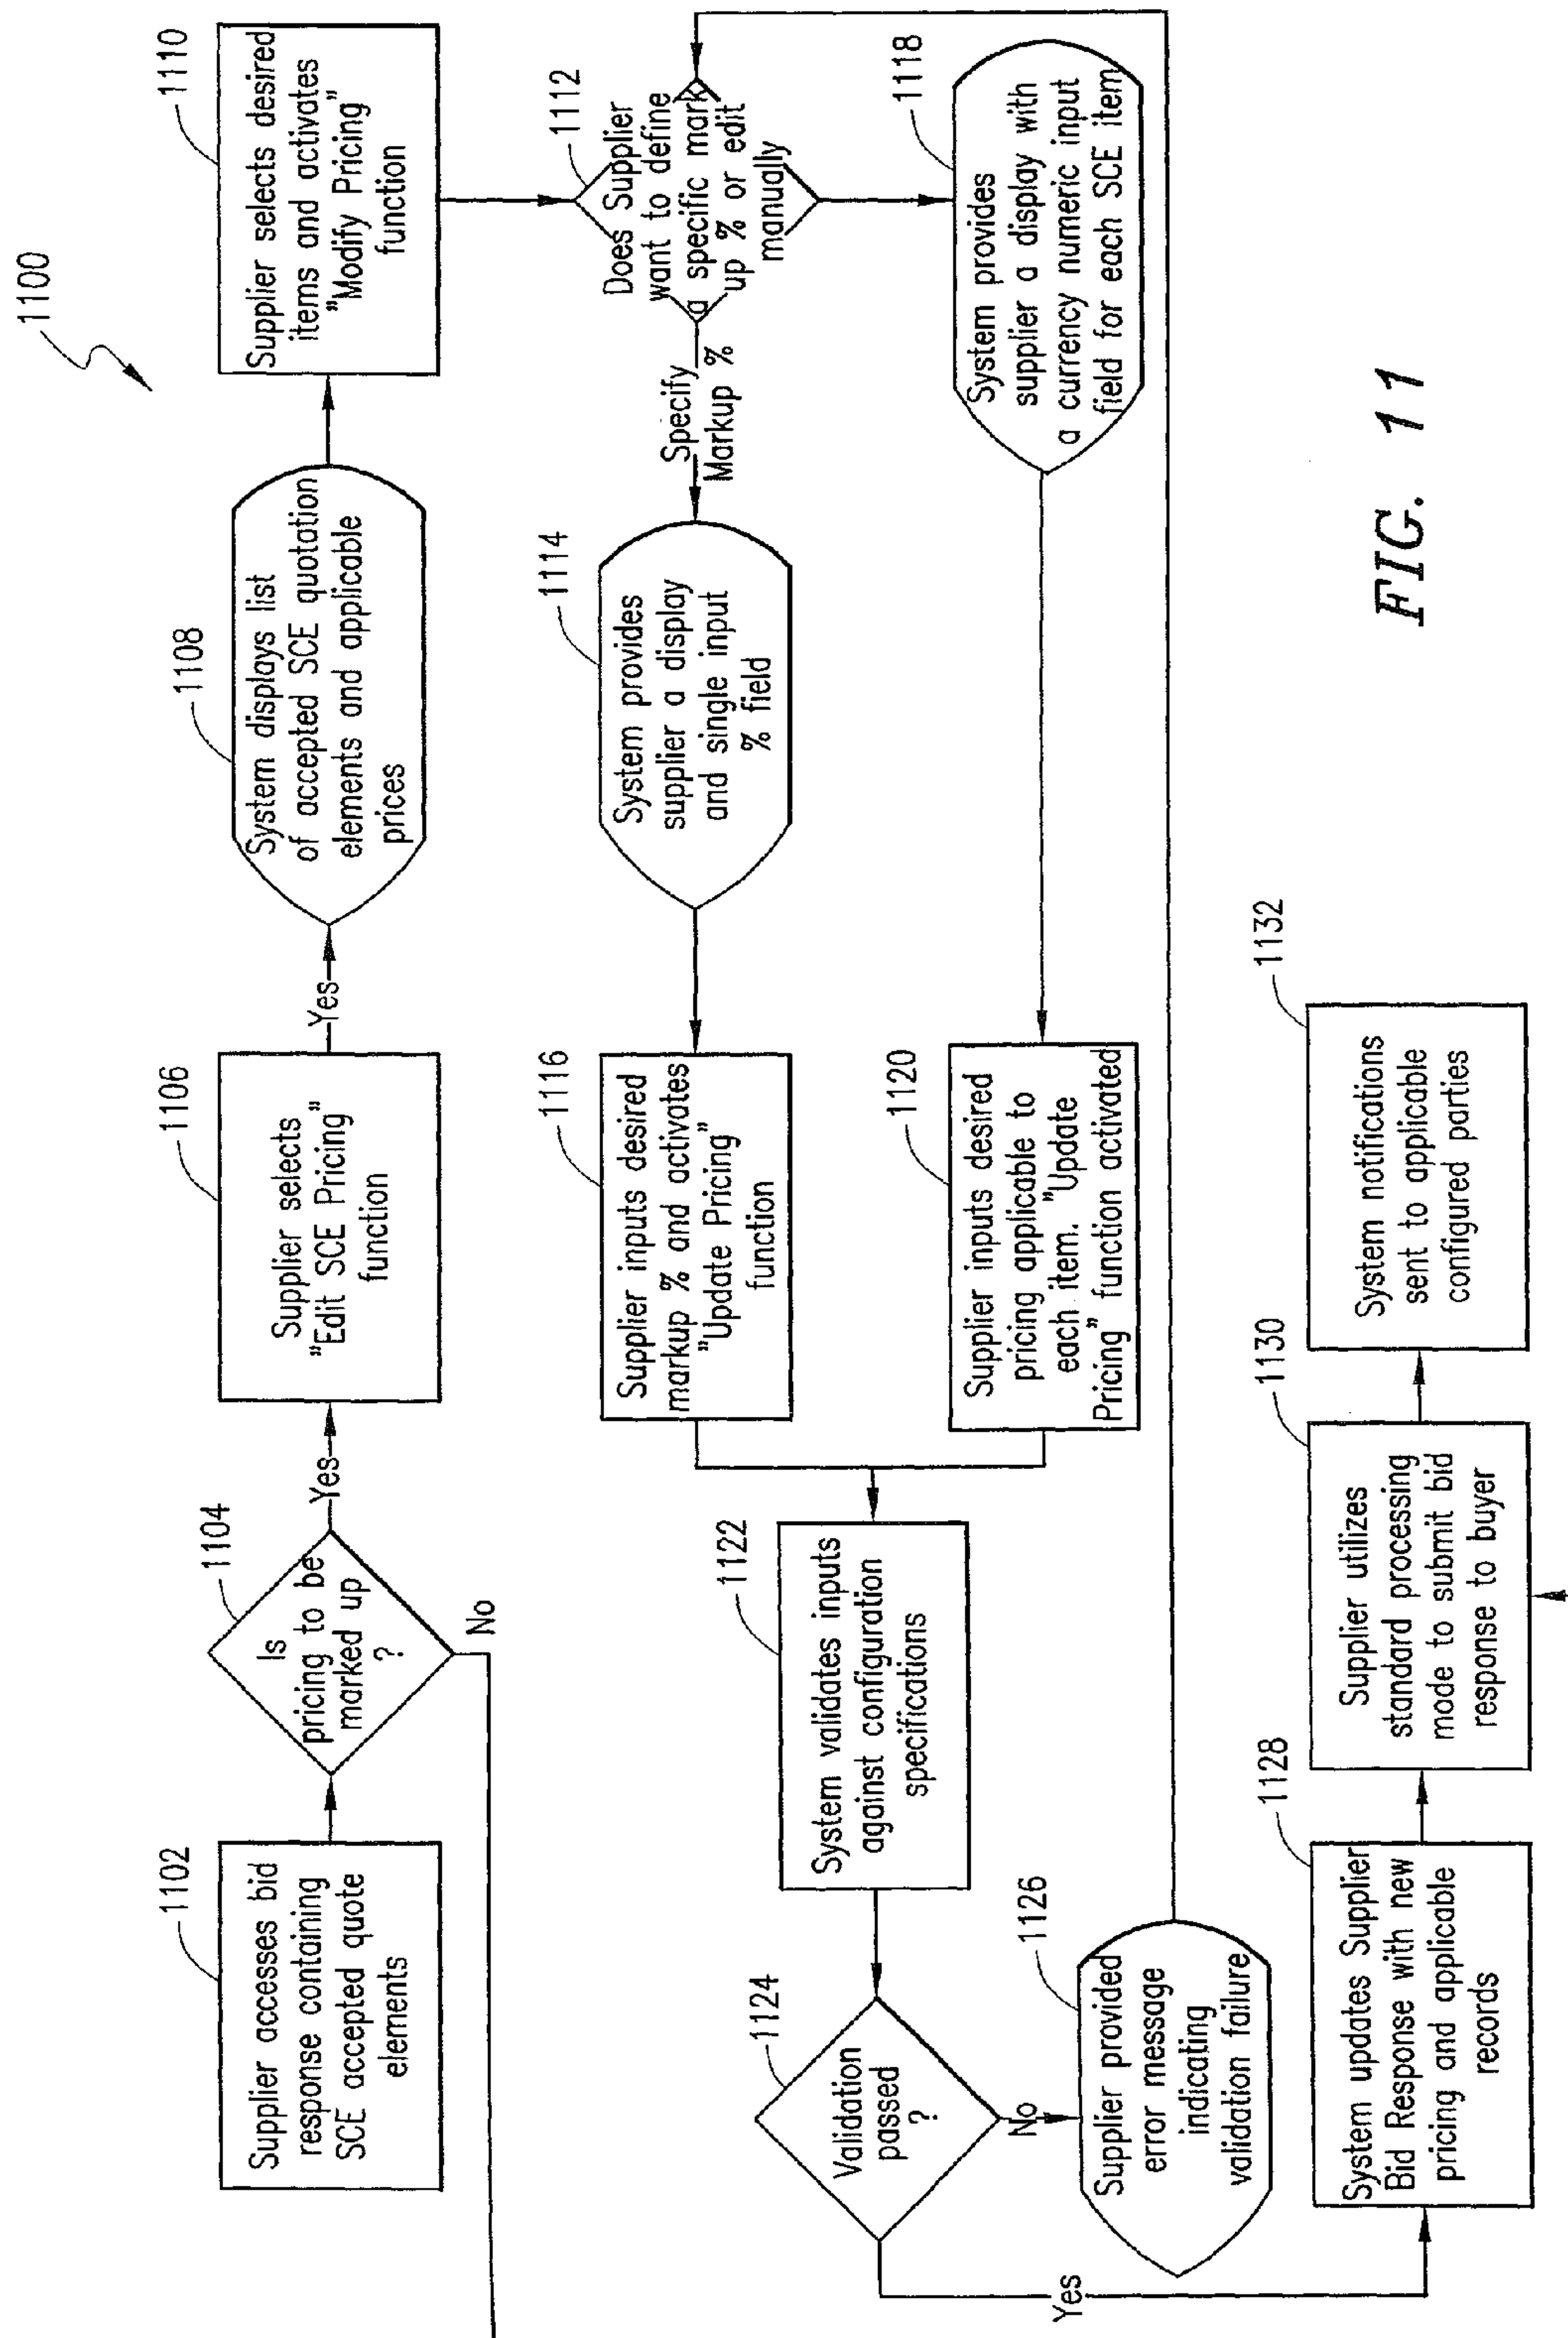 1100
1102
Supplier accesses bid
response containing
SCE accepted quote
elements
1104
Is
pricing to be
marked up
?
Yes
No
1106
Supplier selects
"Edit SCE Pricing"
function
Yes
1108
System displays list
of accepted SCE quotation
elements and applicable
prices
1110
Supplier selects desired
items and activates
"Modify Pricing"
function
1112
Does Supplier
want to define
a specific mark
up % or edit
manually
Specify
Markup %
1114
System provides
supplier a display
and single input
% field
1116
Supplier inputs desired
markup % and activates
"Update Pricing"
function
1118
System provides
supplier a display with
a currency numeric input
field for each SCE item
1120
Supplier inputs desired
pricing applicable to
each item. "Update
Pricing" function activated
1122
System validates inputs
against configuration
specifications
1124
Validation
passed
?
No
Yes
1126
Supplier provided
error message
indicating
validation failure
1128
System updates Supplier
Bid Response with new
pricing and applicable
records
1130
Supplier utilizes
standard processing
mode to submit bid
response to buyer
1132
System notifications
sent to applicable
configured parties
FIG. 11